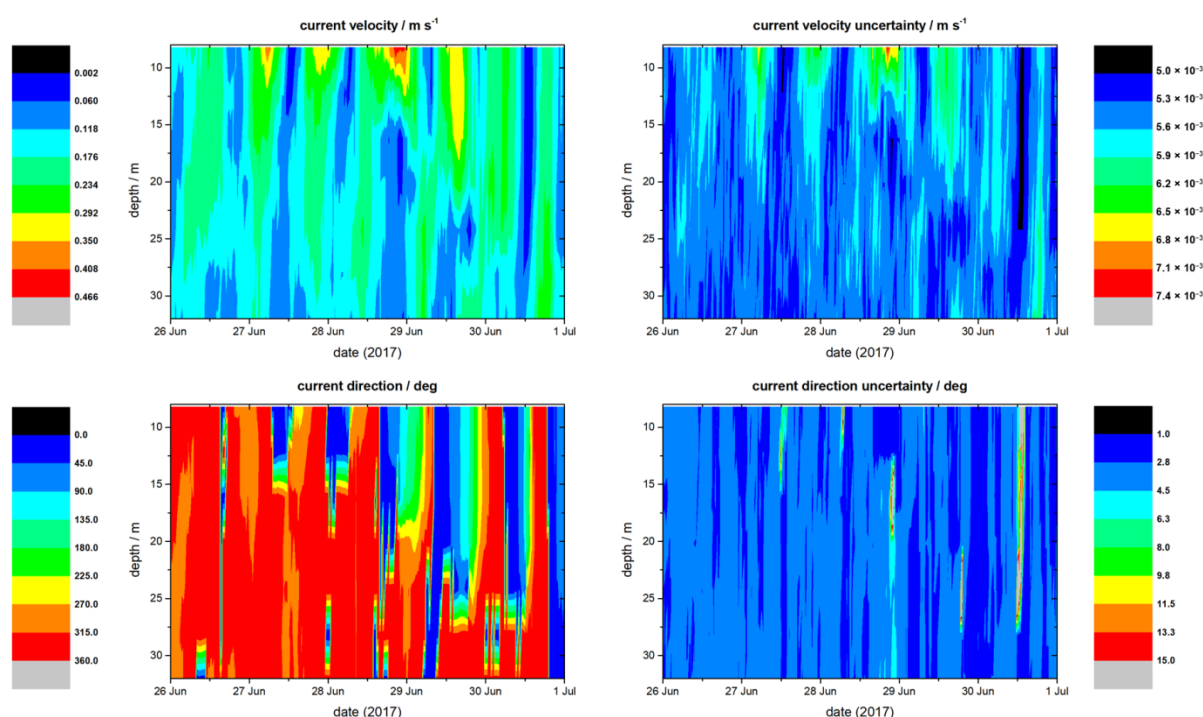 current velocity / m s⁻¹
0.002
0.060
0.118
0.176
0.234
0.292
0.350
0.408
0.466
depth / m
10
15
20
25
30
26 Jun 27 Jun 28 Jun 29 Jun 30 Jun 1 Jul
date (2017)
current velocity uncertainty / m s⁻¹
depth / m
10
15
20
25
30
26 Jun 27 Jun 28 Jun 29 Jun 30 Jun 1 Jul
date (2017)
5.0 × 10⁻³
5.3 × 10⁻³
5.6 × 10⁻³
5.9 × 10⁻³
6.2 × 10⁻³
6.5 × 10⁻³
6.8 × 10⁻³
7.1 × 10⁻³
7.4 × 10⁻³
current direction / deg
0.0
45.0
90.0
135.0
180.0
225.0
270.0
315.0
360.0
depth / m
10
15
20
25
30
26 Jun 27 Jun 28 Jun 29 Jun 30 Jun 1 Jul
date (2017)
current direction uncertainty / deg
depth / m
10
15
20
25
30
26 Jun 27 Jun 28 Jun 29 Jun 30 Jun 1 Jul
date (2017)
1.0
2.8
4.5
6.3
8.0
9.8
11.5
13.3
15.0